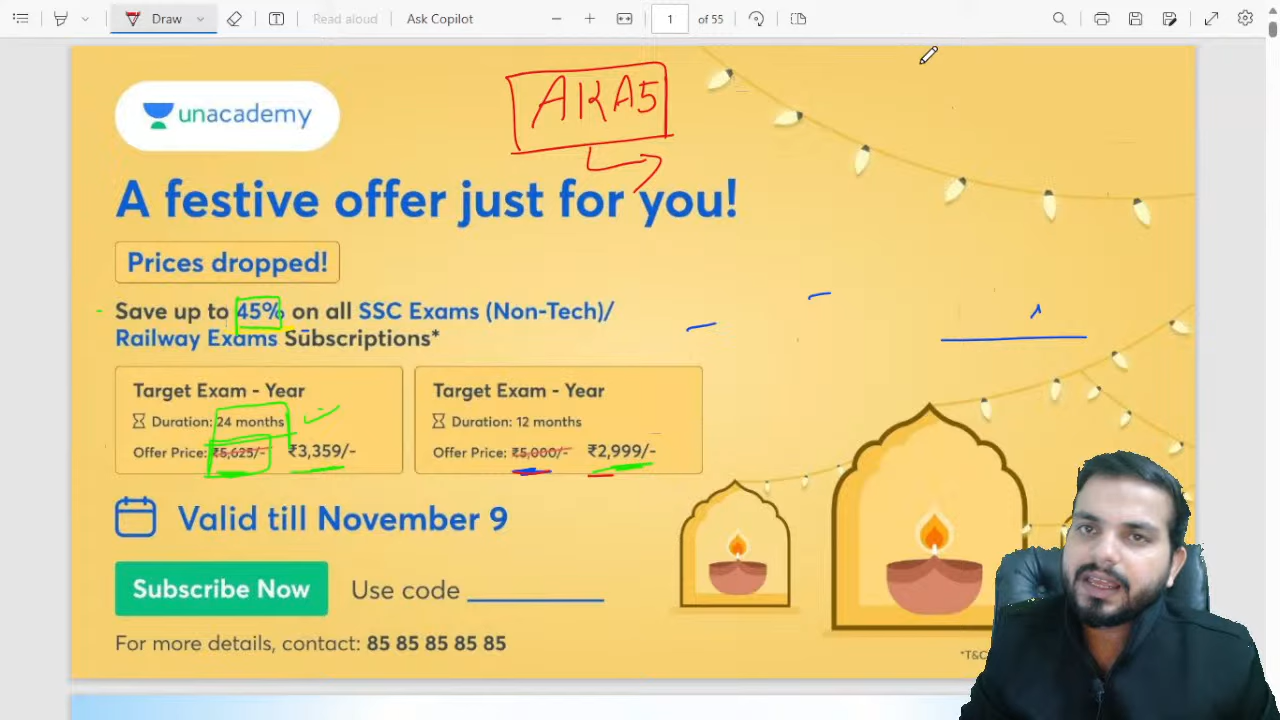 Draw
Read aloud
Ask Copilot
1
of 55
unacademy
AKA5
A festive offer just for you!
Prices dropped!
Save up to 45% on all SSC Exams (Non-Tech)/
Railway Exams Subscriptions*
Target Exam - Year
Duration: 24 months
Offer Price: ₹5,625/- ₹3,359/-
Target Exam - Year
Duration: 12 months
Offer Price: ₹5,000/- ₹2,999/-
Valid till November 9
Subscribe Now
Use code
For more details, contact: 85 85 85 85 85
*T&C